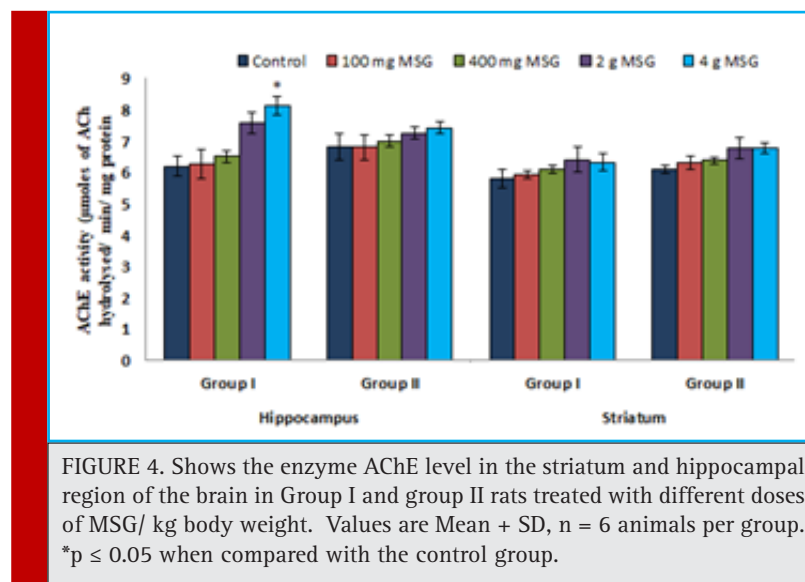 Control 100 mg MSG 400 mg MSG 2 g MSG 4 g MSG
AChE activity (µmoles of ACh
hydrolysed/ min/ mg protein
9
8
7
6
5
4
3
2
1
0
*
Group I Group II Group I Group II
Hippocampus Striatum
FIGURE 4. Shows the enzyme AChE level in the striatum and hippocampal
region of the brain in Group I and group II rats treated with different doses
of MSG/ kg body weight. Values are Mean + SD, n = 6 animals per group.
*p ≤ 0.05 when compared with the control group.